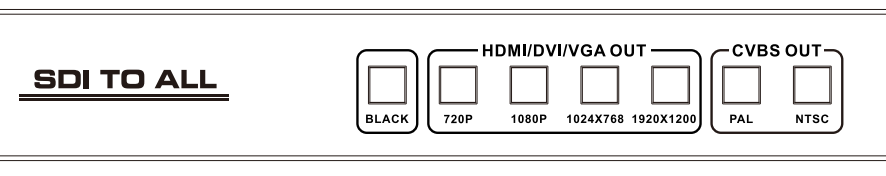 SDI TO ALL
HDMI/DVI/VGA OUT
CVBS OUT
BLACK
720P
1080P
1024X768
1920X1200
PAL
NTSC